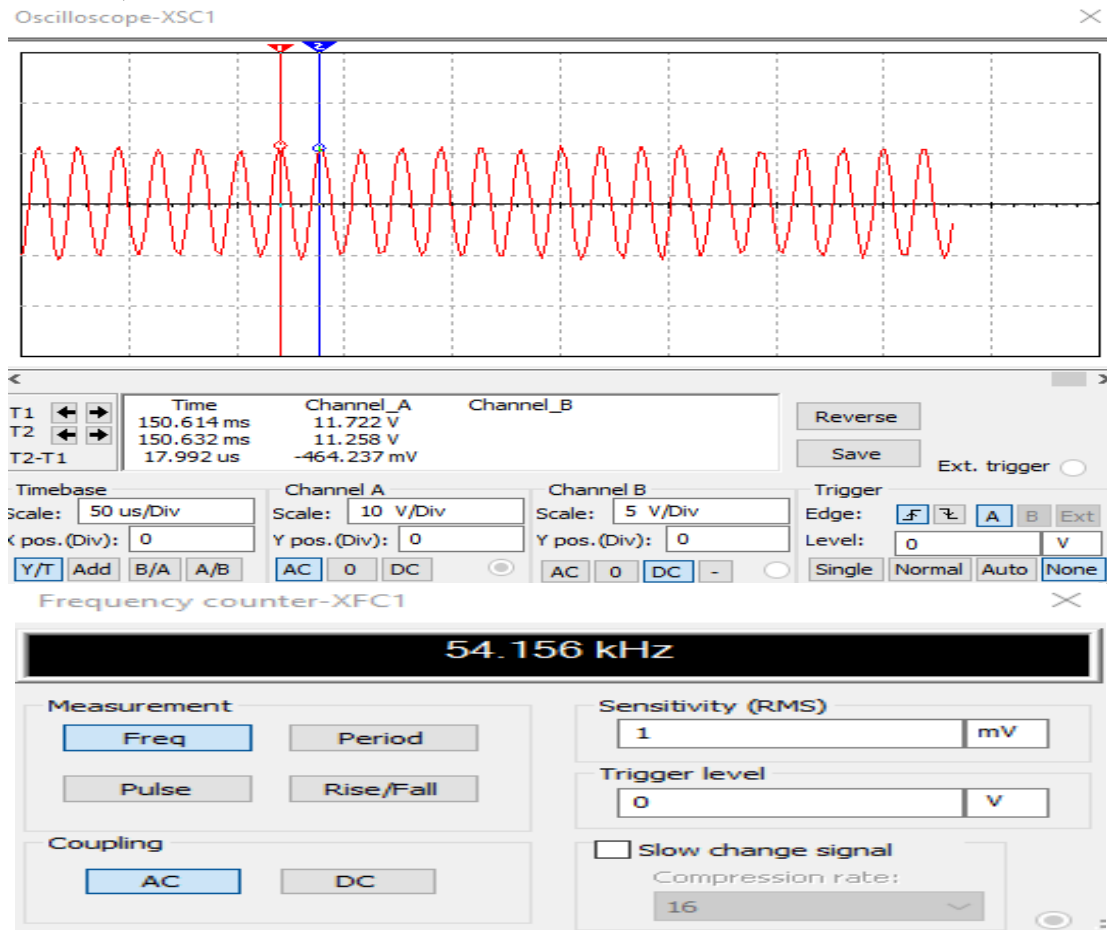 Oscilloscope-XSC1
1 2
T1
T2
T2-T1
Time Channel_A Channel_B
150.614 ms 11.722 V
150.632 ms 11.258 V
17.992 us -464.237 mV
Reverse
Save
Ext. trigger
Timebase
Scale: 50 us/Div
X pos.(Div): 0
Y/T Add B/A A/B
Channel A
Scale: 10 V/Div
Y pos.(Div): 0
AC 0 DC
Channel B
Scale: 5 V/Div
Y pos.(Div): 0
AC 0 DC -
Trigger
Edge: A B Ext
Level: 0 V
Single Normal Auto None
Frequency counter-XFC1
54.156 kHz
Measurement
Freq Period
Pulse Rise/Fall
Coupling
AC DC
Sensitivity (RMS)
1 mV
Trigger level
0 V
Slow change signal
Compression rate:
16